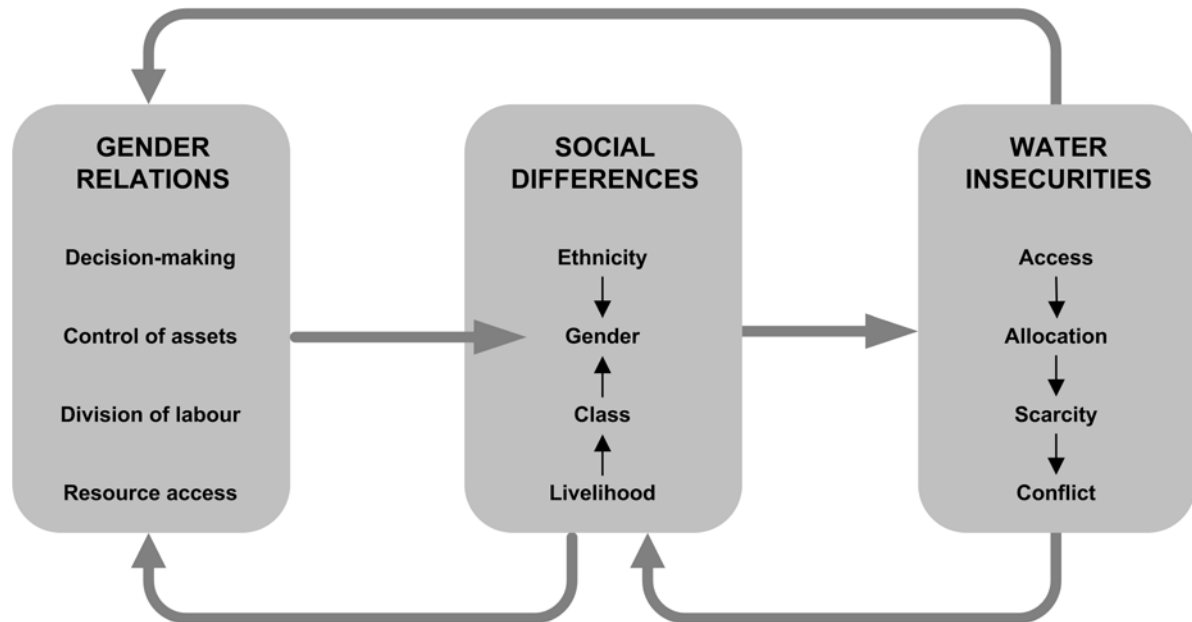 GENDER
RELATIONS
Decision-making
Control of assets
Division of labour
Resource access
SOCIAL
DIFFERENCES
Ethnicity
Gender
Class
Livelihood
WATER
INSECURITIES
Access
Allocation
Scarcity
Conflict